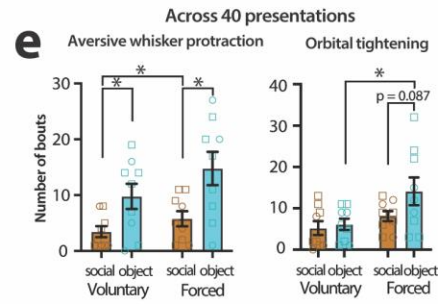 Across 40 presentations
e
Aversive whisker protraction
Orbital tightening
Number of bouts
30
20
10
0
*
*
*
social object social object
Voluntary Forced
40
30
20
10
0
*
p = 0.087
social object social object
Voluntary Forced